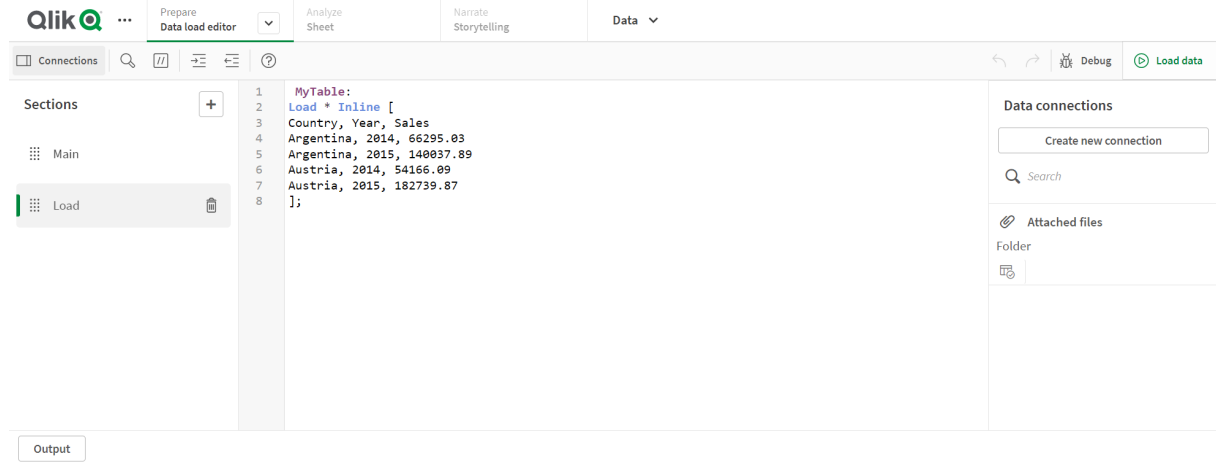 Qlik
Prepare
Data load editor
Analyze
Sheet
Narrate
Storytelling
Data
Connections
//
Debug
Load data
Sections
+
Main
Load
1 MyTable:
2 Load * Inline [
3 Country, Year, Sales
4 Argentina, 2014, 66295.03
5 Argentina, 2015, 140037.89
6 Austria, 2014, 54166.09
7 Austria, 2015, 182739.87
8 ];
Data connections
Create new connection
Search
Attached files
Folder
Output